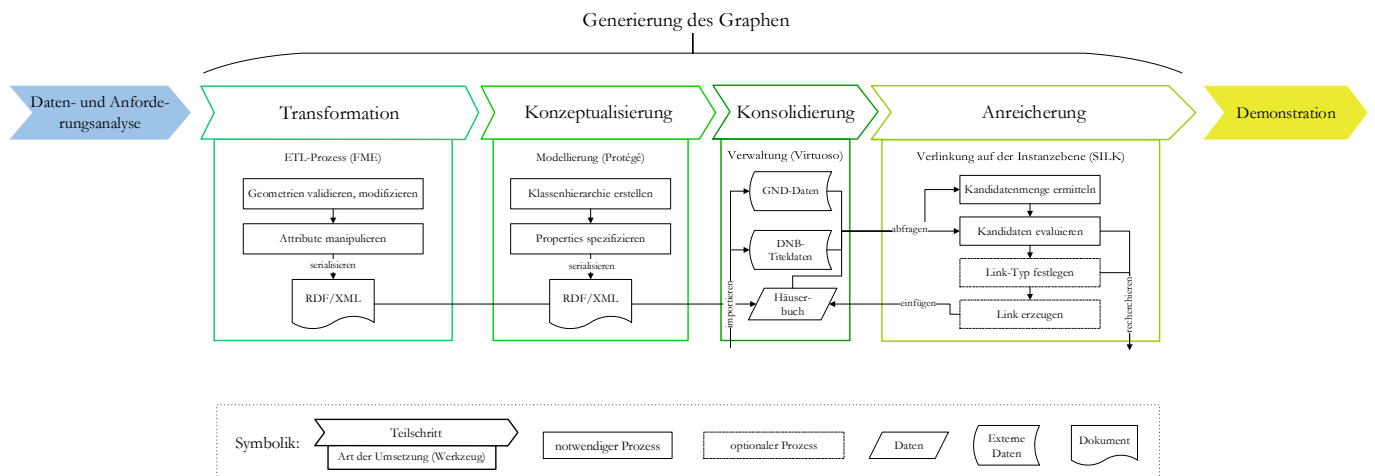 Generierung des Graphen
Daten- und Anforde-
rungsanalyse
Transformation
Konzeptualisierung
Konsolidierung
Anreicherung
Demonstration
ETL-Prozess (FME)
Geometrien validieren, modifizieren
Attribute manipulieren
serialisieren
RDF/XML
Modellierung (Protégé)
Klassenhierarchie erstellen
Properties spezifizieren
serialisieren
RDF/XML
Verwaltung (Virtuoso)
GND-Daten
DNB-
Titeldaten
Häuser-
buch
importieren
Verlinkung auf der Instanzebene (SILK)
abfragen
Kandidatenmenge ermitteln
Kandidaten evaluieren
Link-Typ festlegen
einfügen
Link erzeugen
recherchieren
Symbolik:
Teilschritt
Art der Umsetzung (Werkzeug)
notwendiger Prozess
optionaler Prozess
Daten
Externe
Daten
Dokument